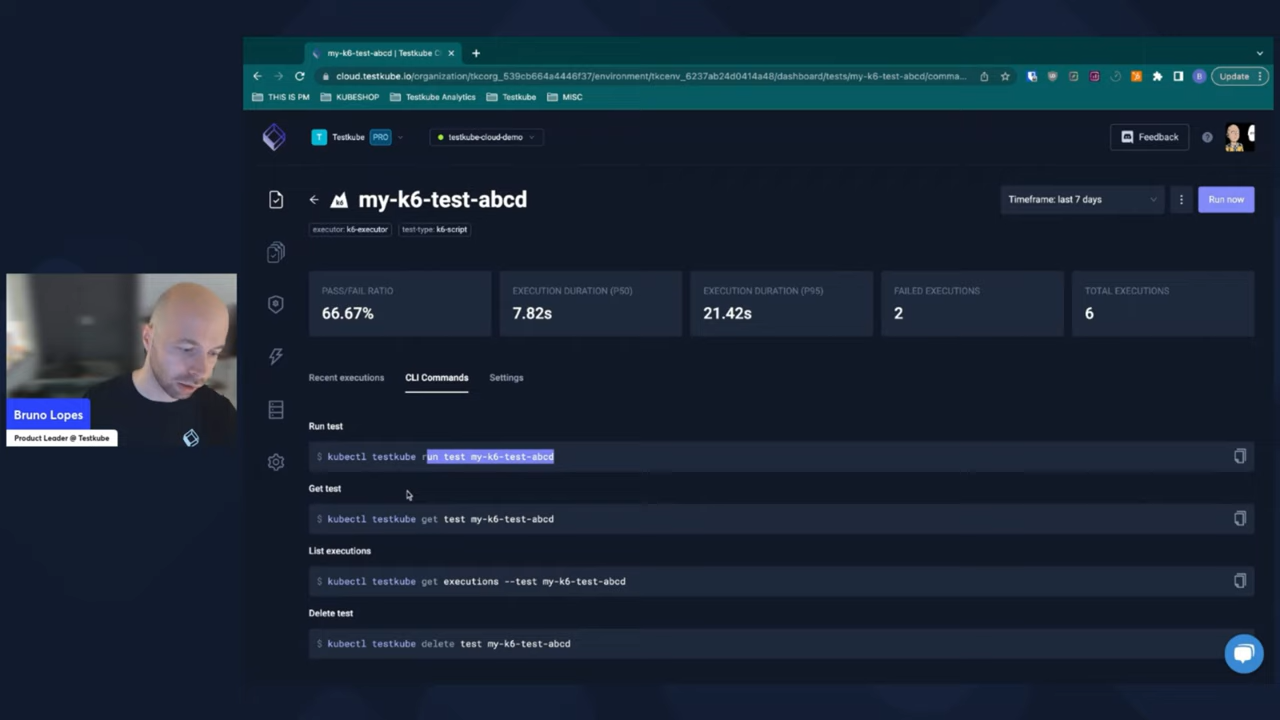 my-k6-test-abcd | Testkube C
cloud.testkube.io/organization/tkcorg_539cb664a4446f37/environment/tkcenv_6237ab24d0414a48/dashboard/tests/my-k6-test-abcd/comma...
Update
THIS IS PM KUBESHOP Testkube Analytics Testkube MISC
T Testkube PRO testkube-cloud-demo Feedback
my-k6-test-abcd
Timeframe: last 7 days Run now
executor: k6-executor test-type: k6-script
PASS/FAIL RATIO EXECUTION DURATION (P50) EXECUTION DURATION (P95) FAILED EXECUTIONS TOTAL EXECUTIONS
66.67% 7.82s 21.42s 2 6
Recent executions CLI Commands Settings
Run test
$ kubectl testkube run test my-k6-test-abcd
Get test
$ kubectl testkube get test my-k6-test-abcd
List executions
$ kubectl testkube get executions --test my-k6-test-abcd
Delete test
$ kubectl testkube delete test my-k6-test-abcd
Bruno Lopes
Product Leader @ Testkube